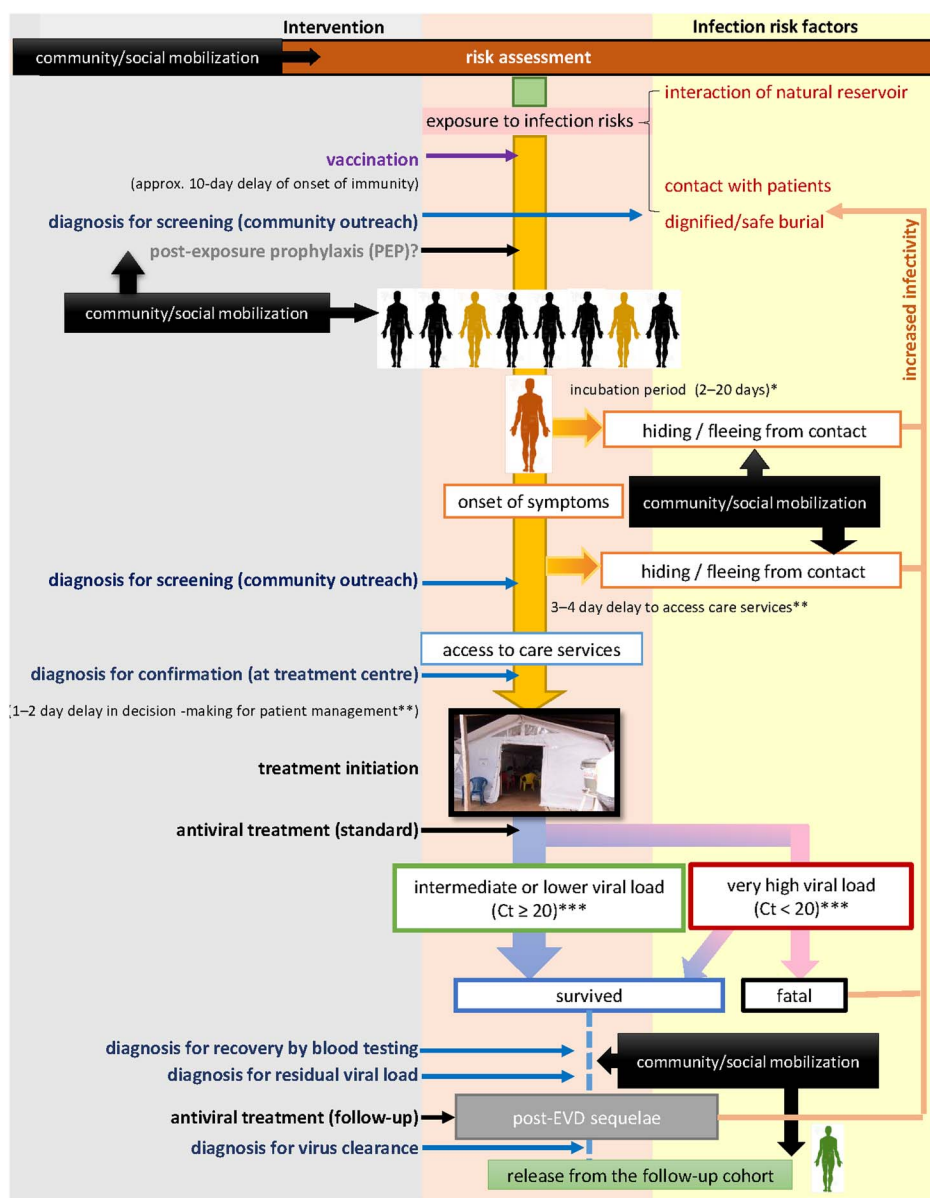 Intervention
Infection risk factors
community/social mobilization
risk assessment
interaction of natural reservoir
exposure to infection risks
vaccination
(approx. 10-day delay of onset of immunity)
contact with patients
diagnosis for screening (community outreach)
dignified/safe burial
post-exposure prophylaxis (PEP)?
increased infectivity
community/social mobilization
incubation period (2–20 days)*
hiding / fleeing from contact
onset of symptoms
community/social mobilization
diagnosis for screening (community outreach)
hiding / fleeing from contact
3–4 day delay to access care services**
access to care services
diagnosis for confirmation (at treatment centre)
(1–2 day delay in decision -making for patient management**)
treatment initiation
antiviral treatment (standard)
intermediate or lower viral load
(Ct ≥ 20)***
very high viral load
(Ct < 20)***
survived
fatal
diagnosis for recovery by blood testing
community/social mobilization
diagnosis for residual viral load
antiviral treatment (follow-up)
post-EVD sequelae
diagnosis for virus clearance
release from the follow-up cohort